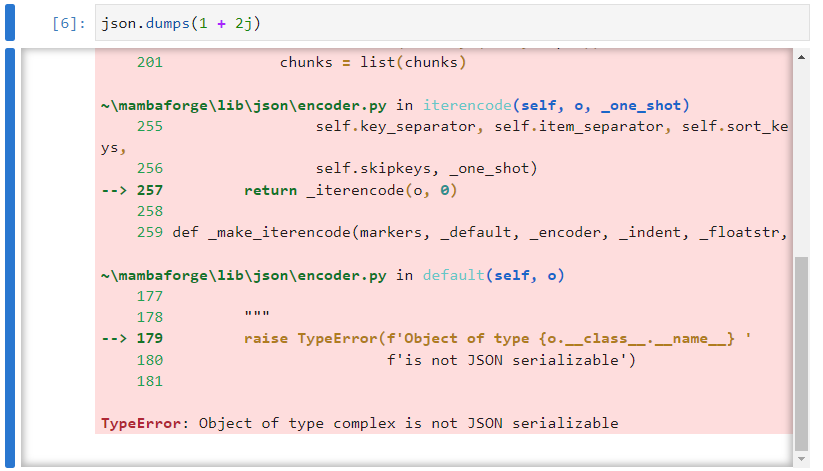 [6]: json.dumps(1 + 2j)
201 chunks = list(chunks)
~\mambaforge\lib\json\encoder.py in iterencode(self, o, _one_shot)
255 self.key_separator, self.item_separator, self.sort_ke
ys,
256 self.skipkeys, _one_shot)
--> 257 return _iterencode(o, 0)
258
259 def _make_iterencode(markers, _default, _encoder, _indent, _floatstr,
~\mambaforge\lib\json\encoder.py in default(self, o)
177
178 """
--> 179 raise TypeError(f'Object of type {o.__class__.__name__} '
180 f'is not JSON serializable')
181
TypeError: Object of type complex is not JSON serializable